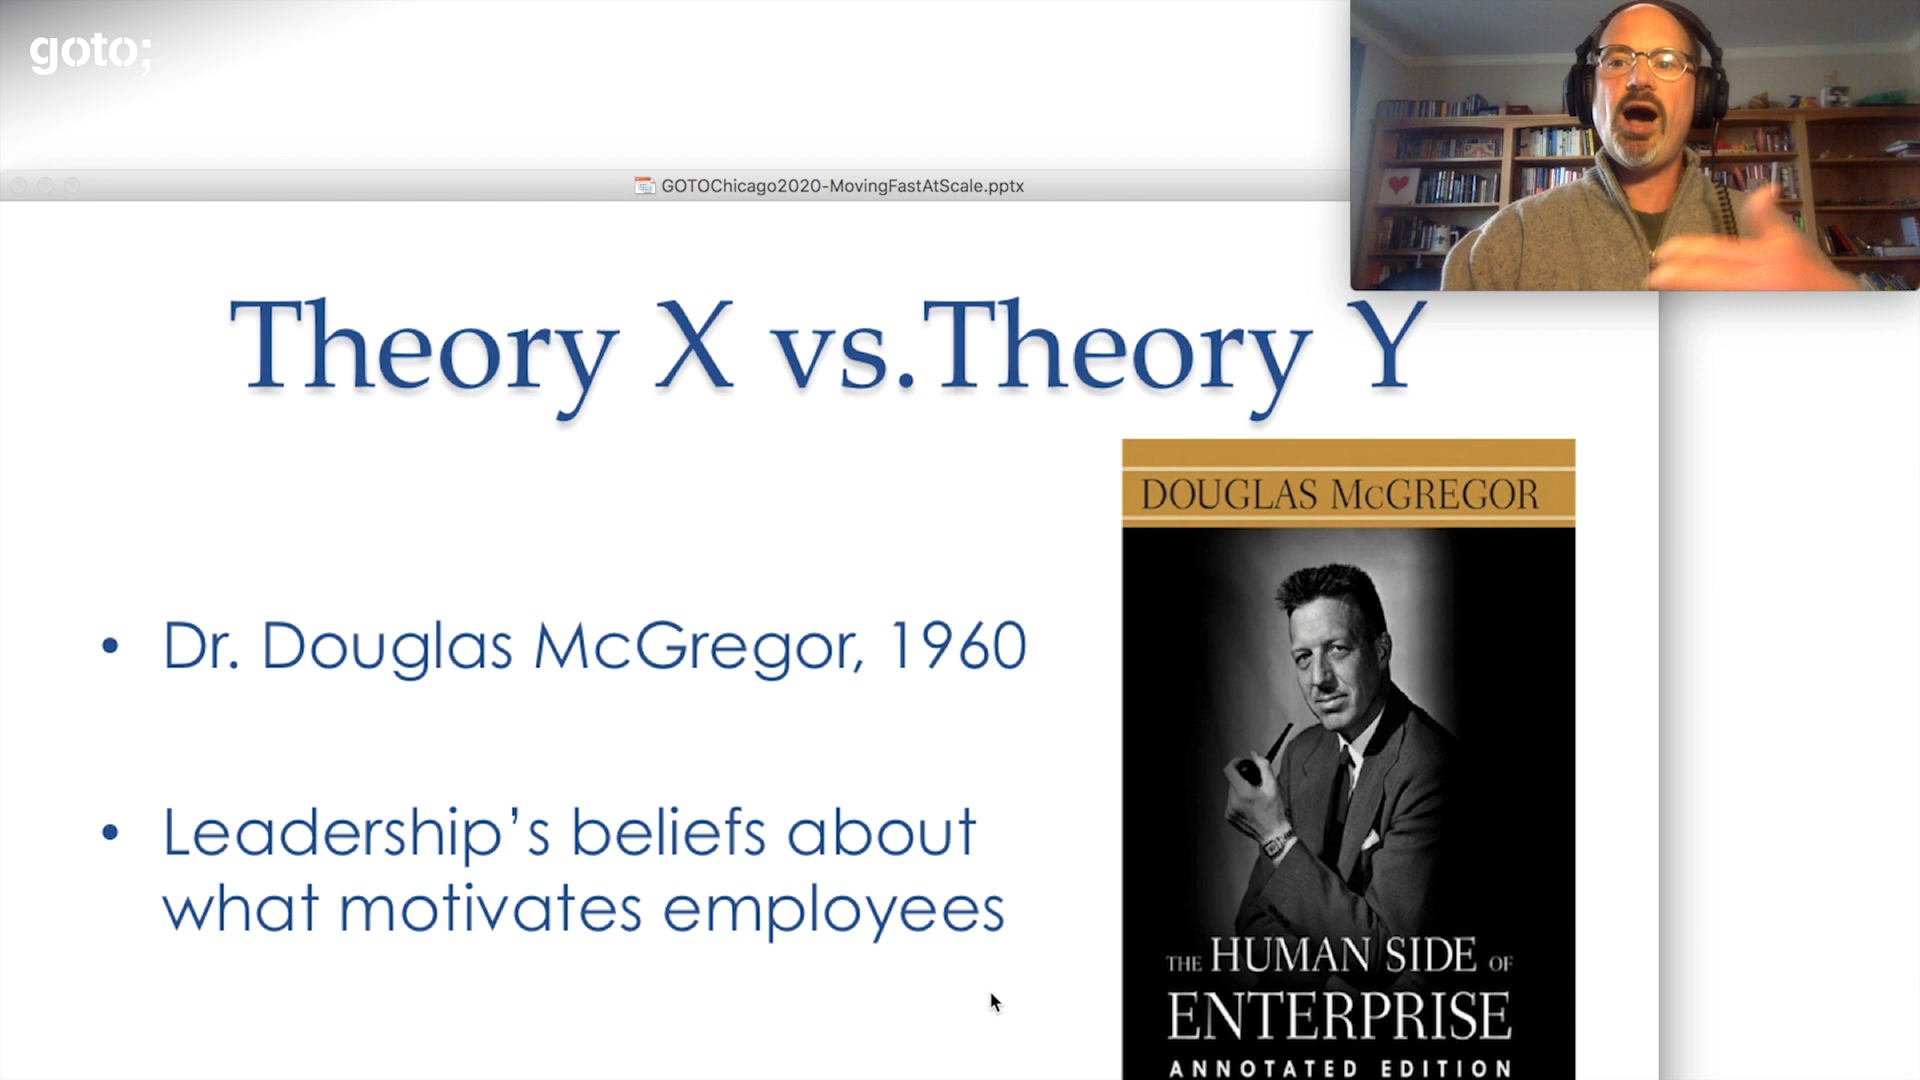 goto;
GOTOChicago2020-MovingFastAtScale.pptx
Theory X vs.Theory Y
• Dr. Douglas McGregor, 1960
• Leadership’s beliefs about
what motivates employees
DOUGLAS McGREGOR
THE HUMAN SIDE OF
ENTERPRISE
ANNOTATED EDITION